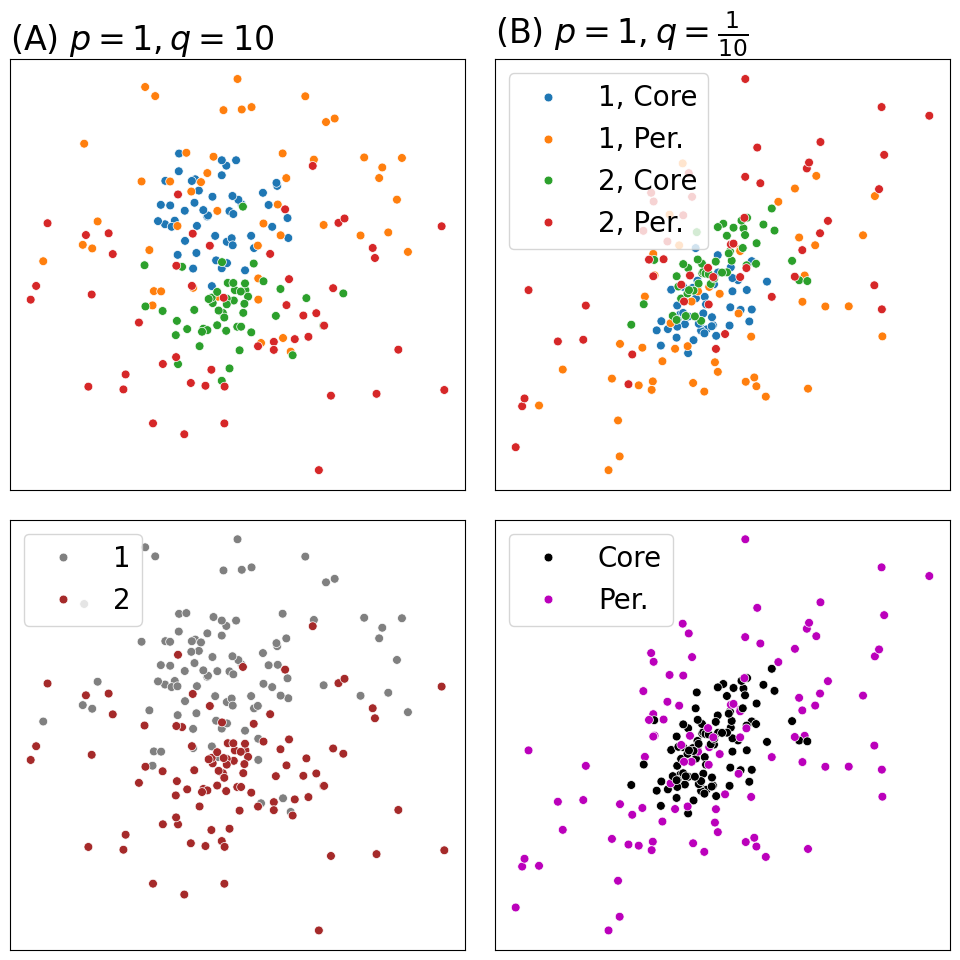 (A) p = 1, q = 10
(B) p = 1, q = 1/10
1, Core
1, Per.
2, Core
2, Per.
1
2
Core
Per.